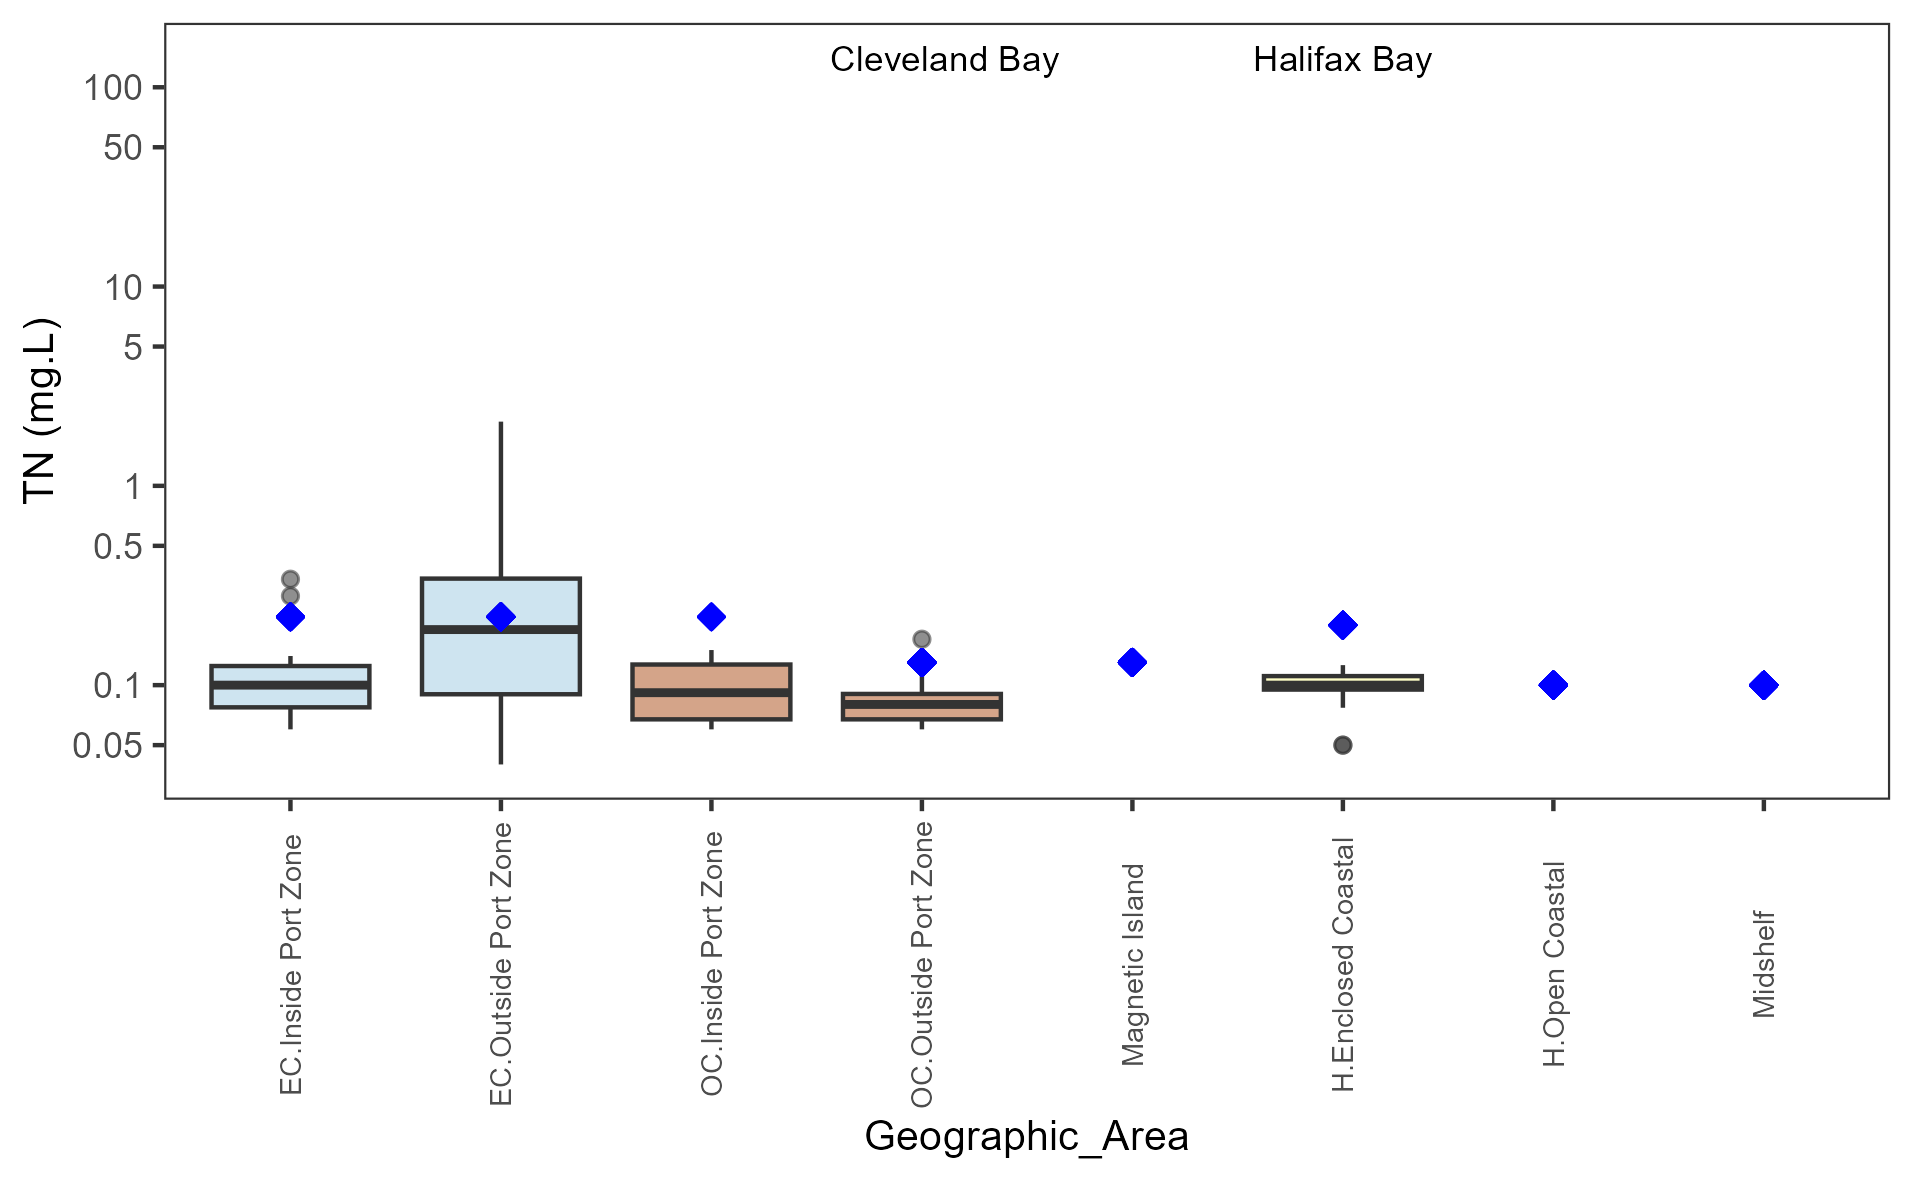 Cleveland Bay
Halifax Bay
100
50
10
5
1
0.5
0.1
0.05
TN (mg.L)
EC.Inside Port Zone
EC.Outside Port Zone
OC.Inside Port Zone
OC.Outside Port Zone
Magnetic Island
H.Enclosed Coastal
H.Open Coastal
Midshelf
Geographic_Area